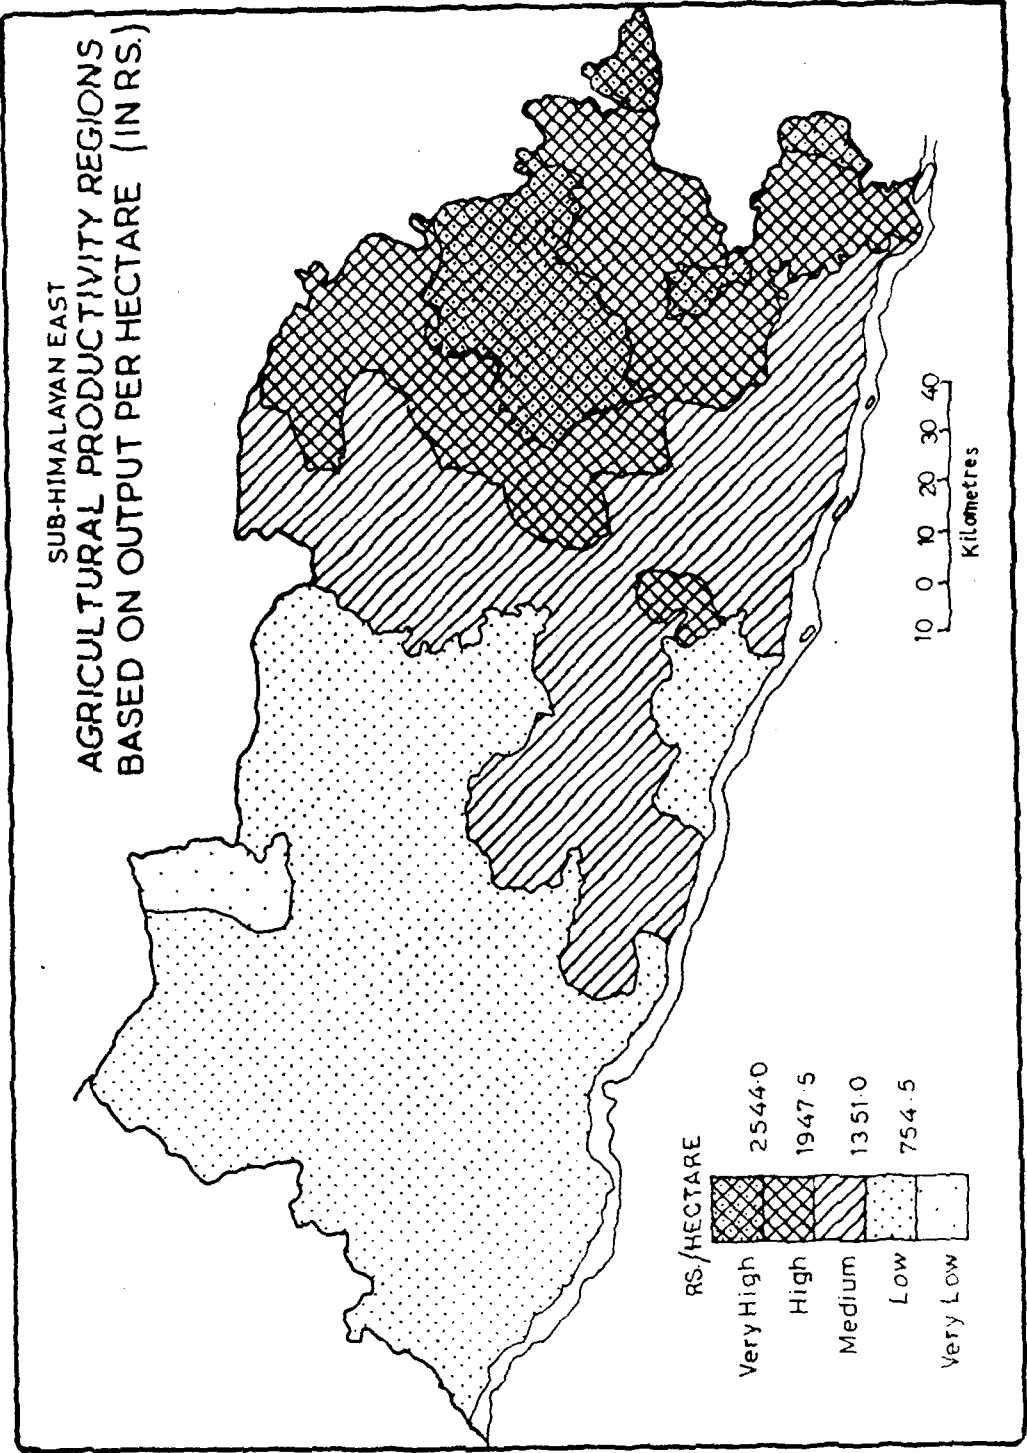 SUB-HIMALAYAN EAST
AGRICULTURAL PRODUCTIVITY REGIONS
BASED ON OUTPUT PER HECTARE (IN RS.)
RS./HECTARE
Very High
2544·0
High
1947·5
Medium
1351·0
Low
754·5
Very Low
10 0 10 20 30 40
Kilometres